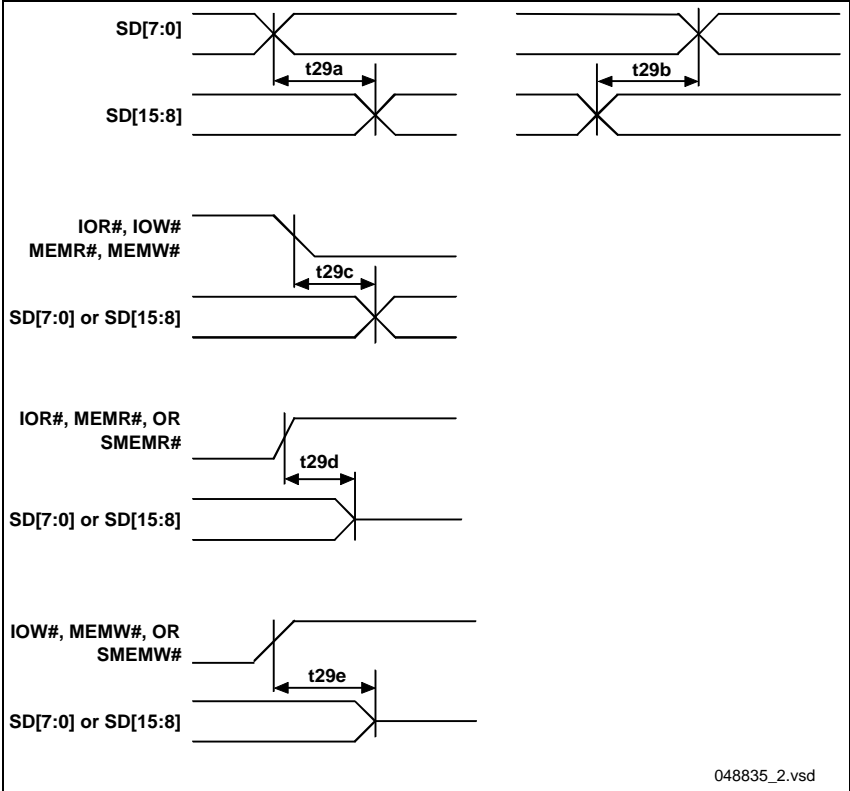 SD[7:0]
t29a
t29b
SD[15:8]
IOR#, IOW#
MEMR#, MEMW#
t29c
SD[7:0] or SD[15:8]
IOR#, MEMR#, OR
SMEMR#
t29d
SD[7:0] or SD[15:8]
IOW#, MEMW#, OR
SMEMW#
t29e
SD[7:0] or SD[15:8]
048835_2.vsd